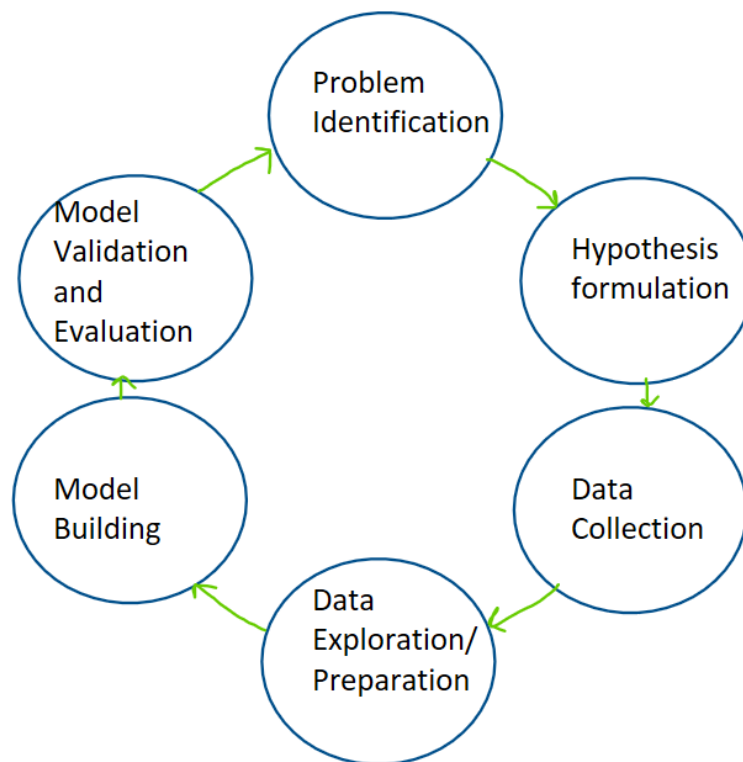 Problem
Identification
Hypothesis
formulation
Data
Collection
Data
Exploration/
Preparation
Model
Building
Model
Validation
and
Evaluation